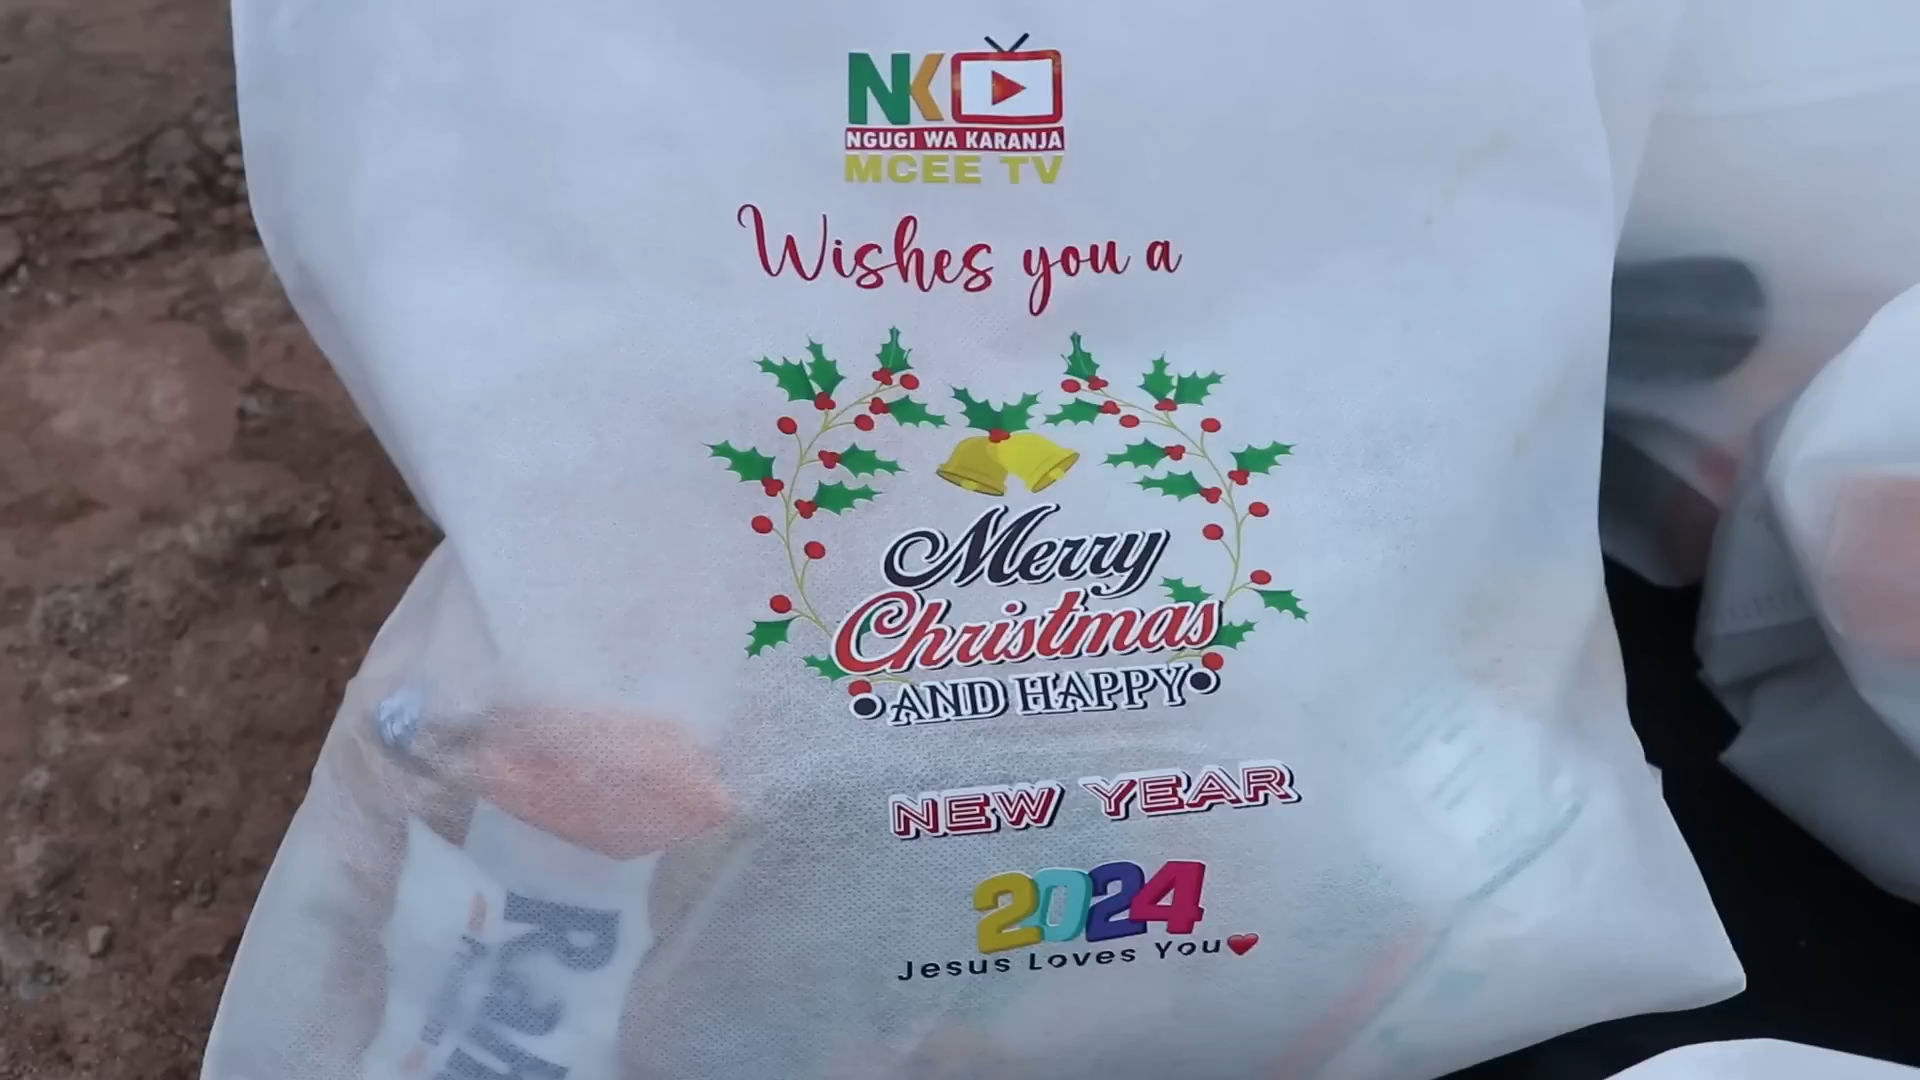 NK
NGUGI WA KARANJA
MCEE TV
Wishes you a
Merry
Christmas
•AND HAPPY•
NEW YEAR
2024
Jesus Loves You